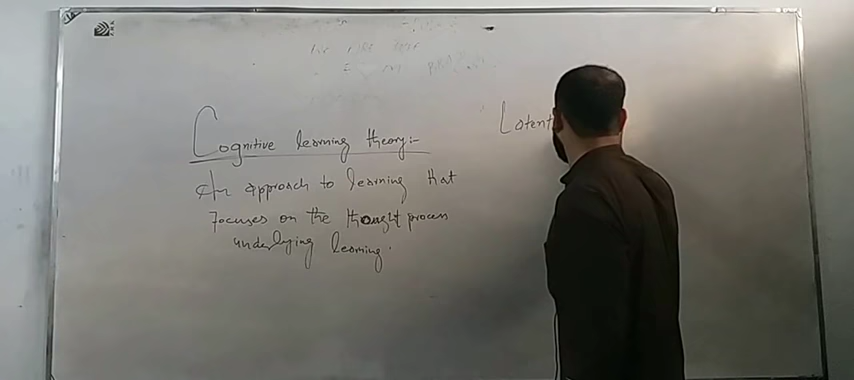 Cognitive learning theory:-
An approach to learning that
focuses on the thought process
underlying learning.
Latent